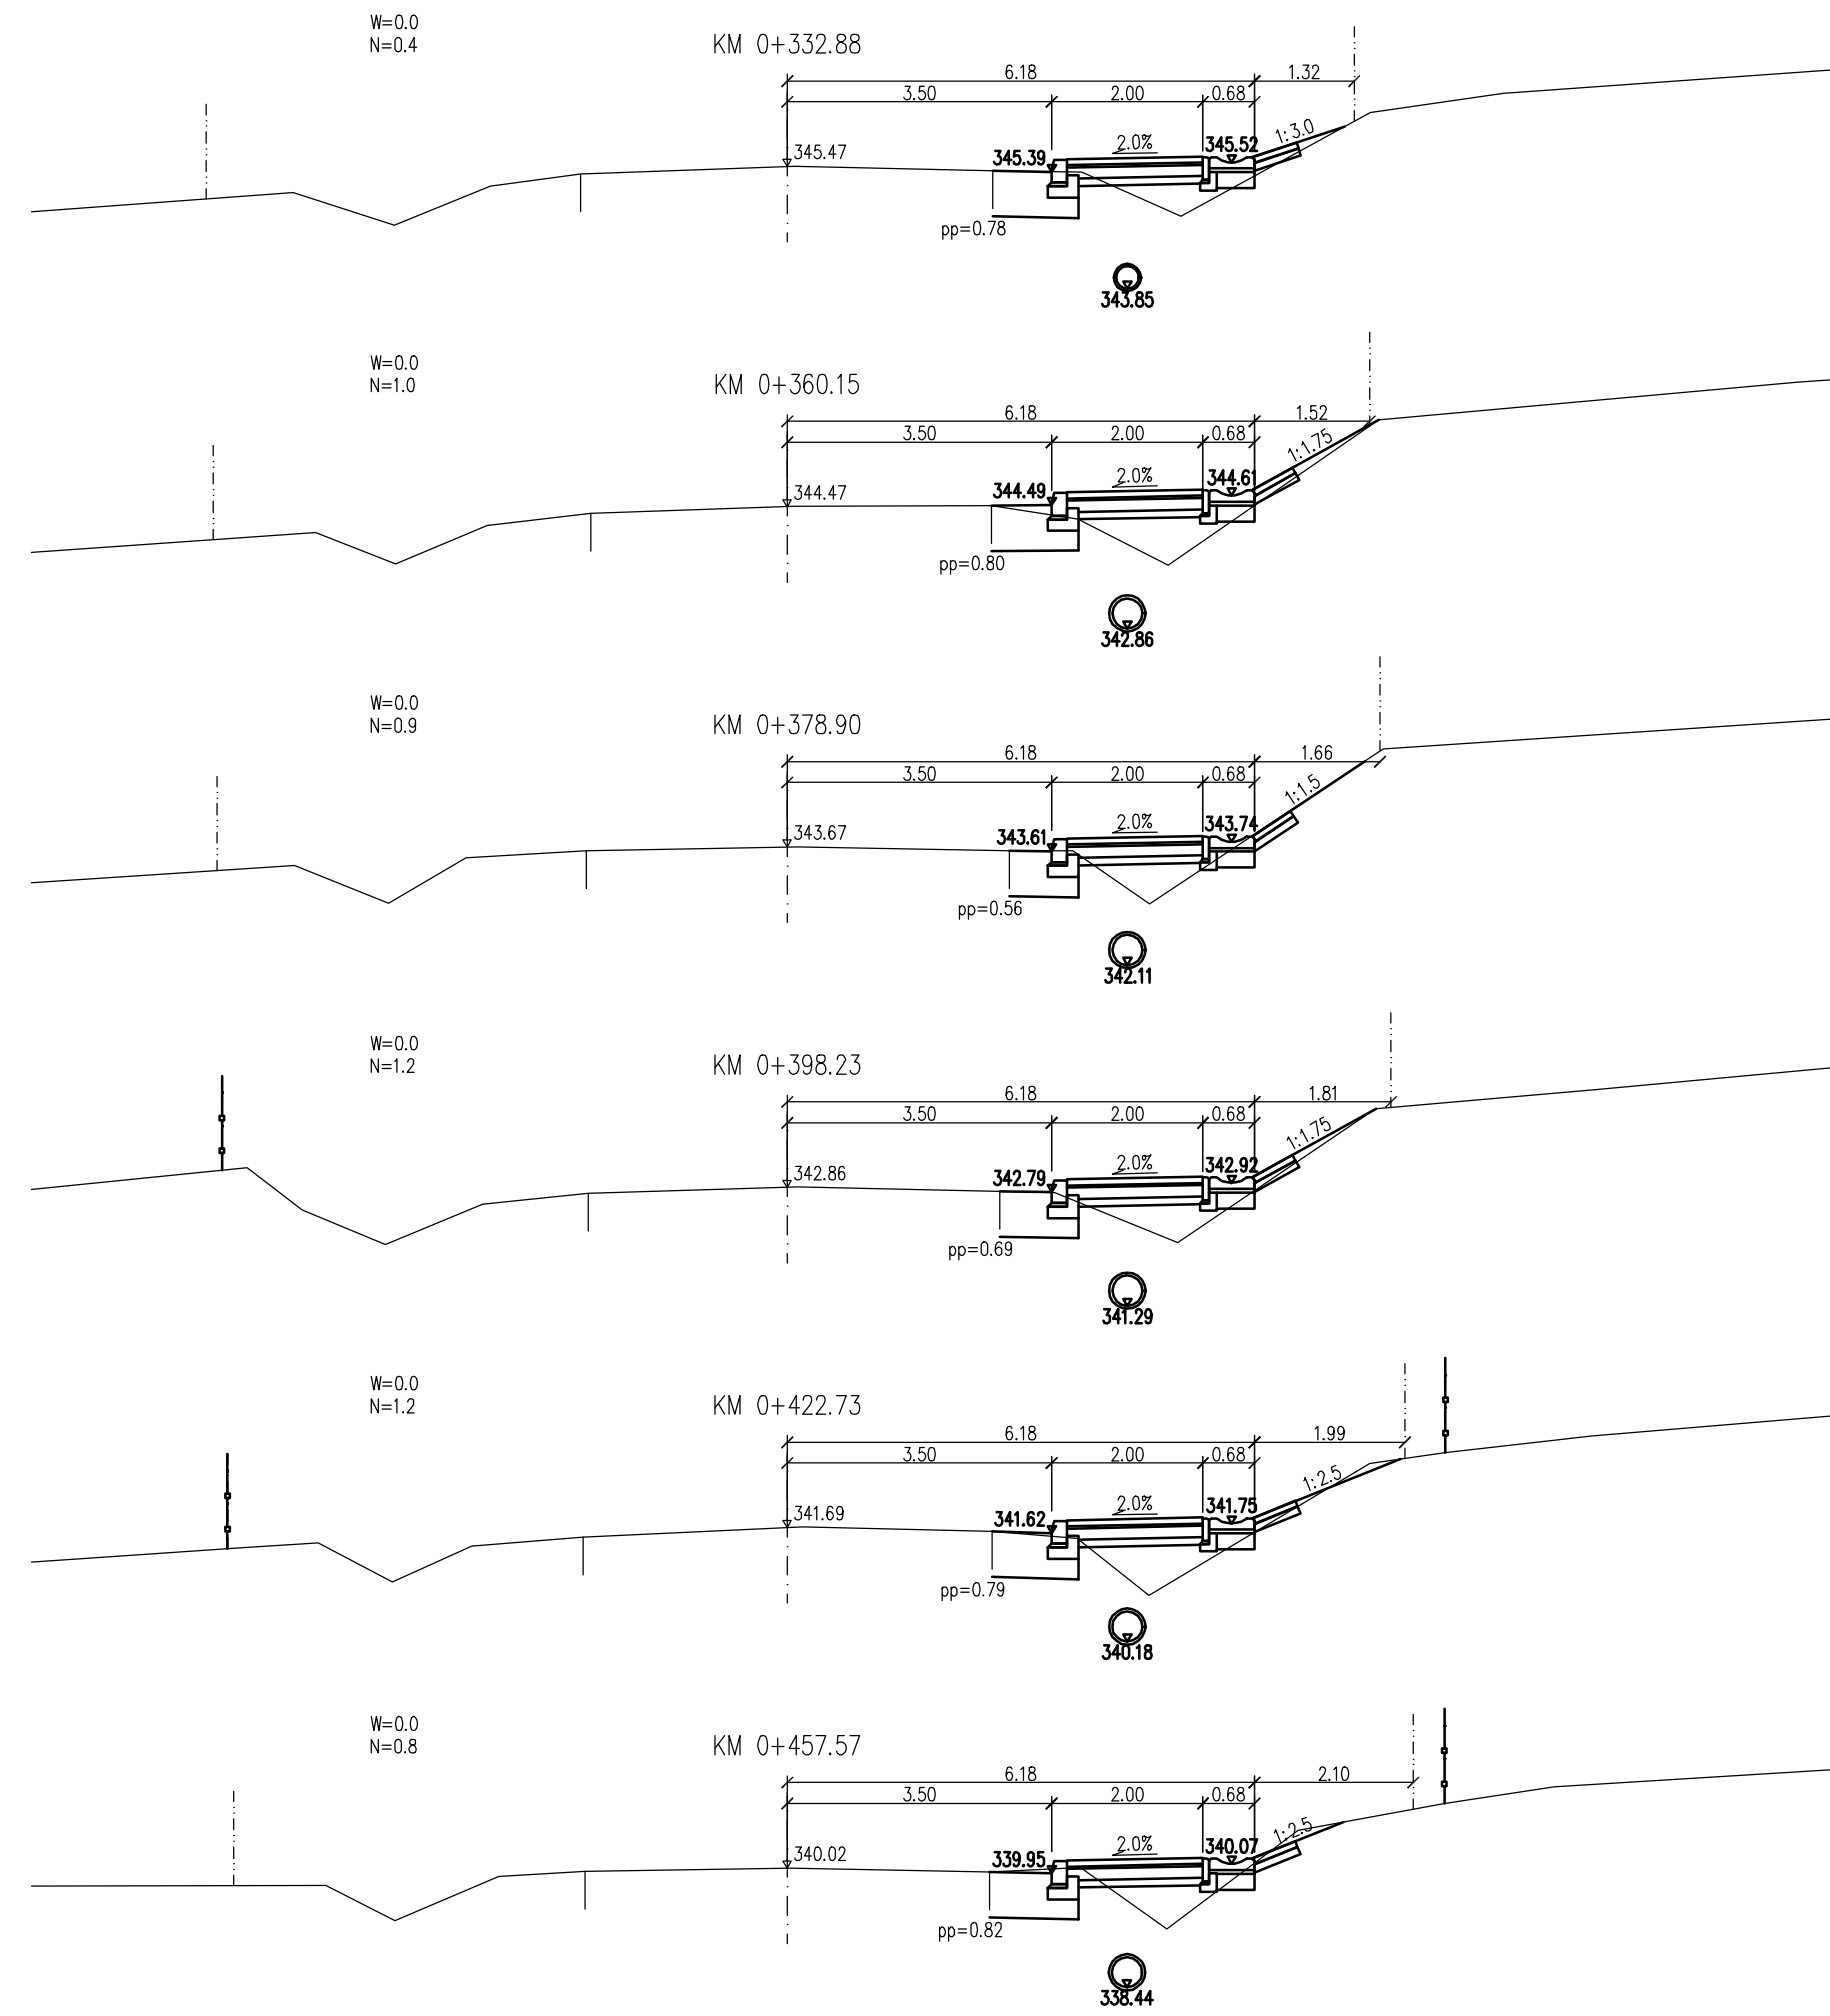 W=0.0
N=0.4
KM 0+332.88
6.18
1.32
3.50
2.00
0.68
345.47
345.39
2.0%
345.52
1:3.0
pp=0.78
343.85
W=0.0
N=1.0
KM 0+360.15
6.18
1.52
3.50
2.00
0.68
344.47
344.49
2.0%
344.61
1:1.75
pp=0.80
342.86
W=0.0
N=0.9
KM 0+378.90
6.18
1.66
3.50
2.00
0.68
343.67
343.61
2.0%
343.74
1:1.5
pp=0.56
342.11
W=0.0
N=1.2
KM 0+398.23
6.18
1.81
3.50
2.00
0.68
342.86
342.79
2.0%
342.92
1:1.75
pp=0.69
341.29
W=0.0
N=1.2
KM 0+422.73
6.18
1.99
3.50
2.00
0.68
341.69
341.62
2.0%
341.75
1:2.5
pp=0.79
340.18
W=0.0
N=0.8
KM 0+457.57
6.18
2.10
3.50
2.00
0.68
340.02
339.95
2.0%
340.07
1:2.5
pp=0.82
338.44